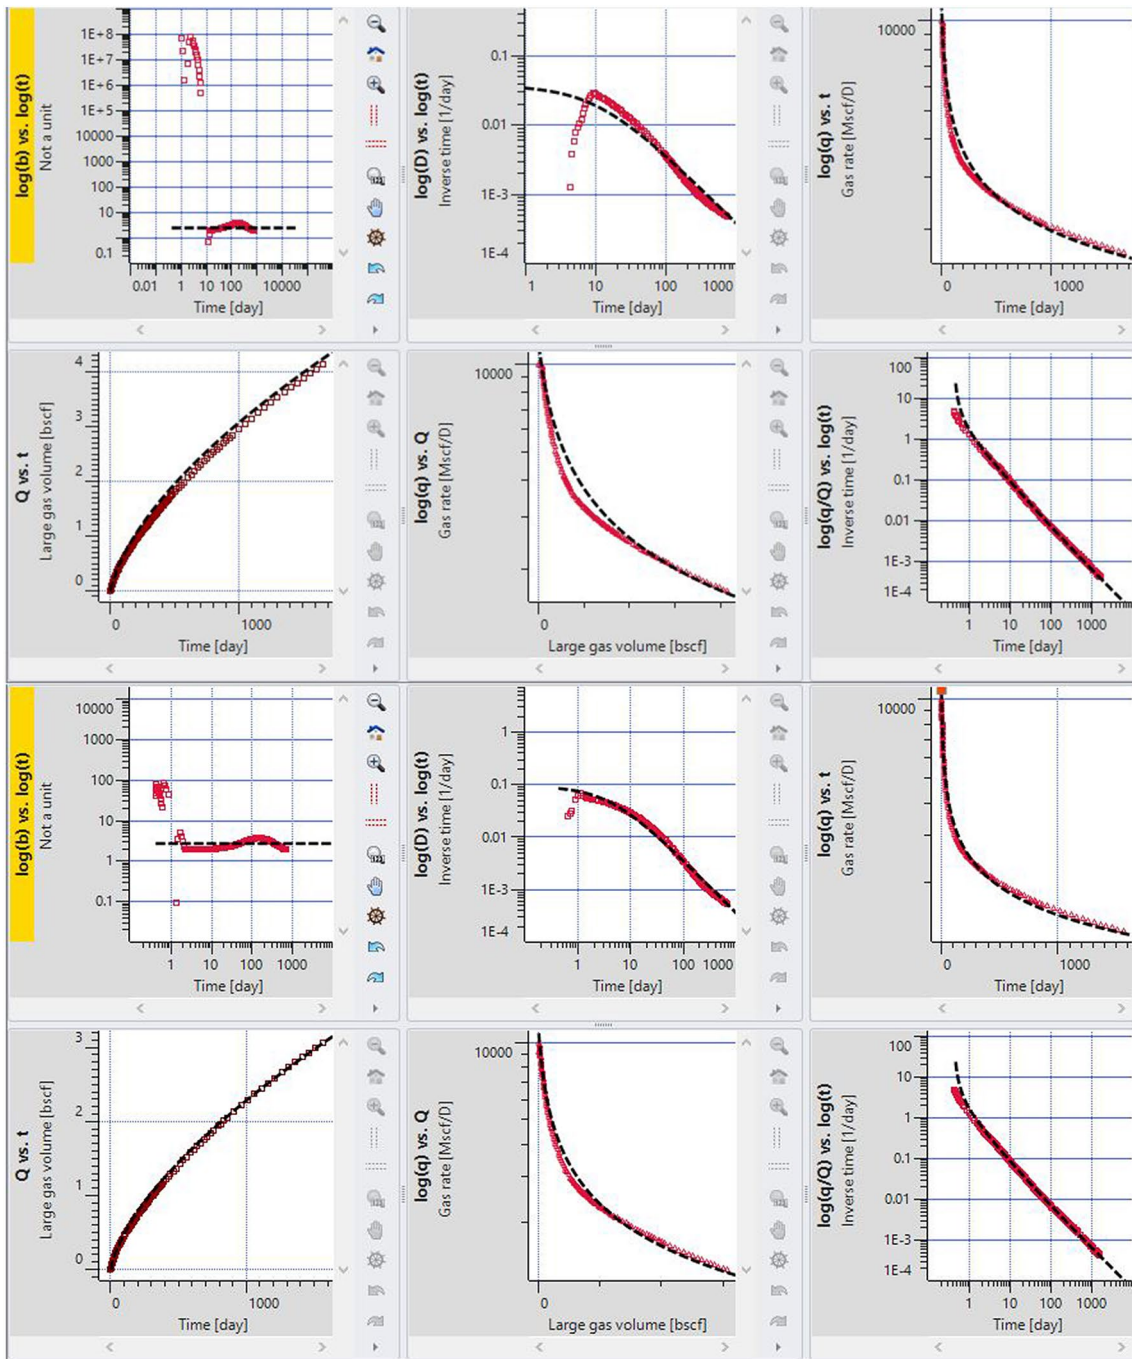 log(b) vs. log(t)
Not a unit
1E+8
1E+7
1E+6
1E+5
10000
1000
100
10
1
0.1
0.01 1 10 100 10000
Time [day]
log(D) vs. log(t)
Inverse time [1/day]
0.1
0.01
1E-3
1E-4
1 10 100 1000
Time [day]
log(q) vs. t
Gas rate [Mscf/D]
10000
0 1000
Time [day]
Q vs. t
Large gas volume [bscf]
4
3
2
1
0
0 1000
Time [day]
log(q) vs. Q
Gas rate [Mscf/D]
10000
0
Large gas volume [bscf]
log(q/Q) vs. log(t)
Inverse time [1/day]
100
10
1
0.1
0.01
1E-3
1E-4
1 10 100 1000
Time [day]
log(b) vs. log(t)
Not a unit
10000
1000
100
10
1
0.1
1 10 100 1000
Time [day]
log(D) vs. log(t)
Inverse time [1/day]
1
0.1
0.01
1E-3
1E-4
1 10 100 1000
Time [day]
log(q) vs. t
Gas rate [Mscf/D]
10000
0 1000
Time [day]
Q vs. t
Large gas volume [bscf]
3
2
1
0
0 1000
Time [day]
log(q) vs. Q
Gas rate [Mscf/D]
10000
0
Large gas volume [bscf]
log(q/Q) vs. log(t)
Inverse time [1/day]
100
10
1
0.1
0.01
1E-3
1E-4
1 10 100 1000
Time [day]